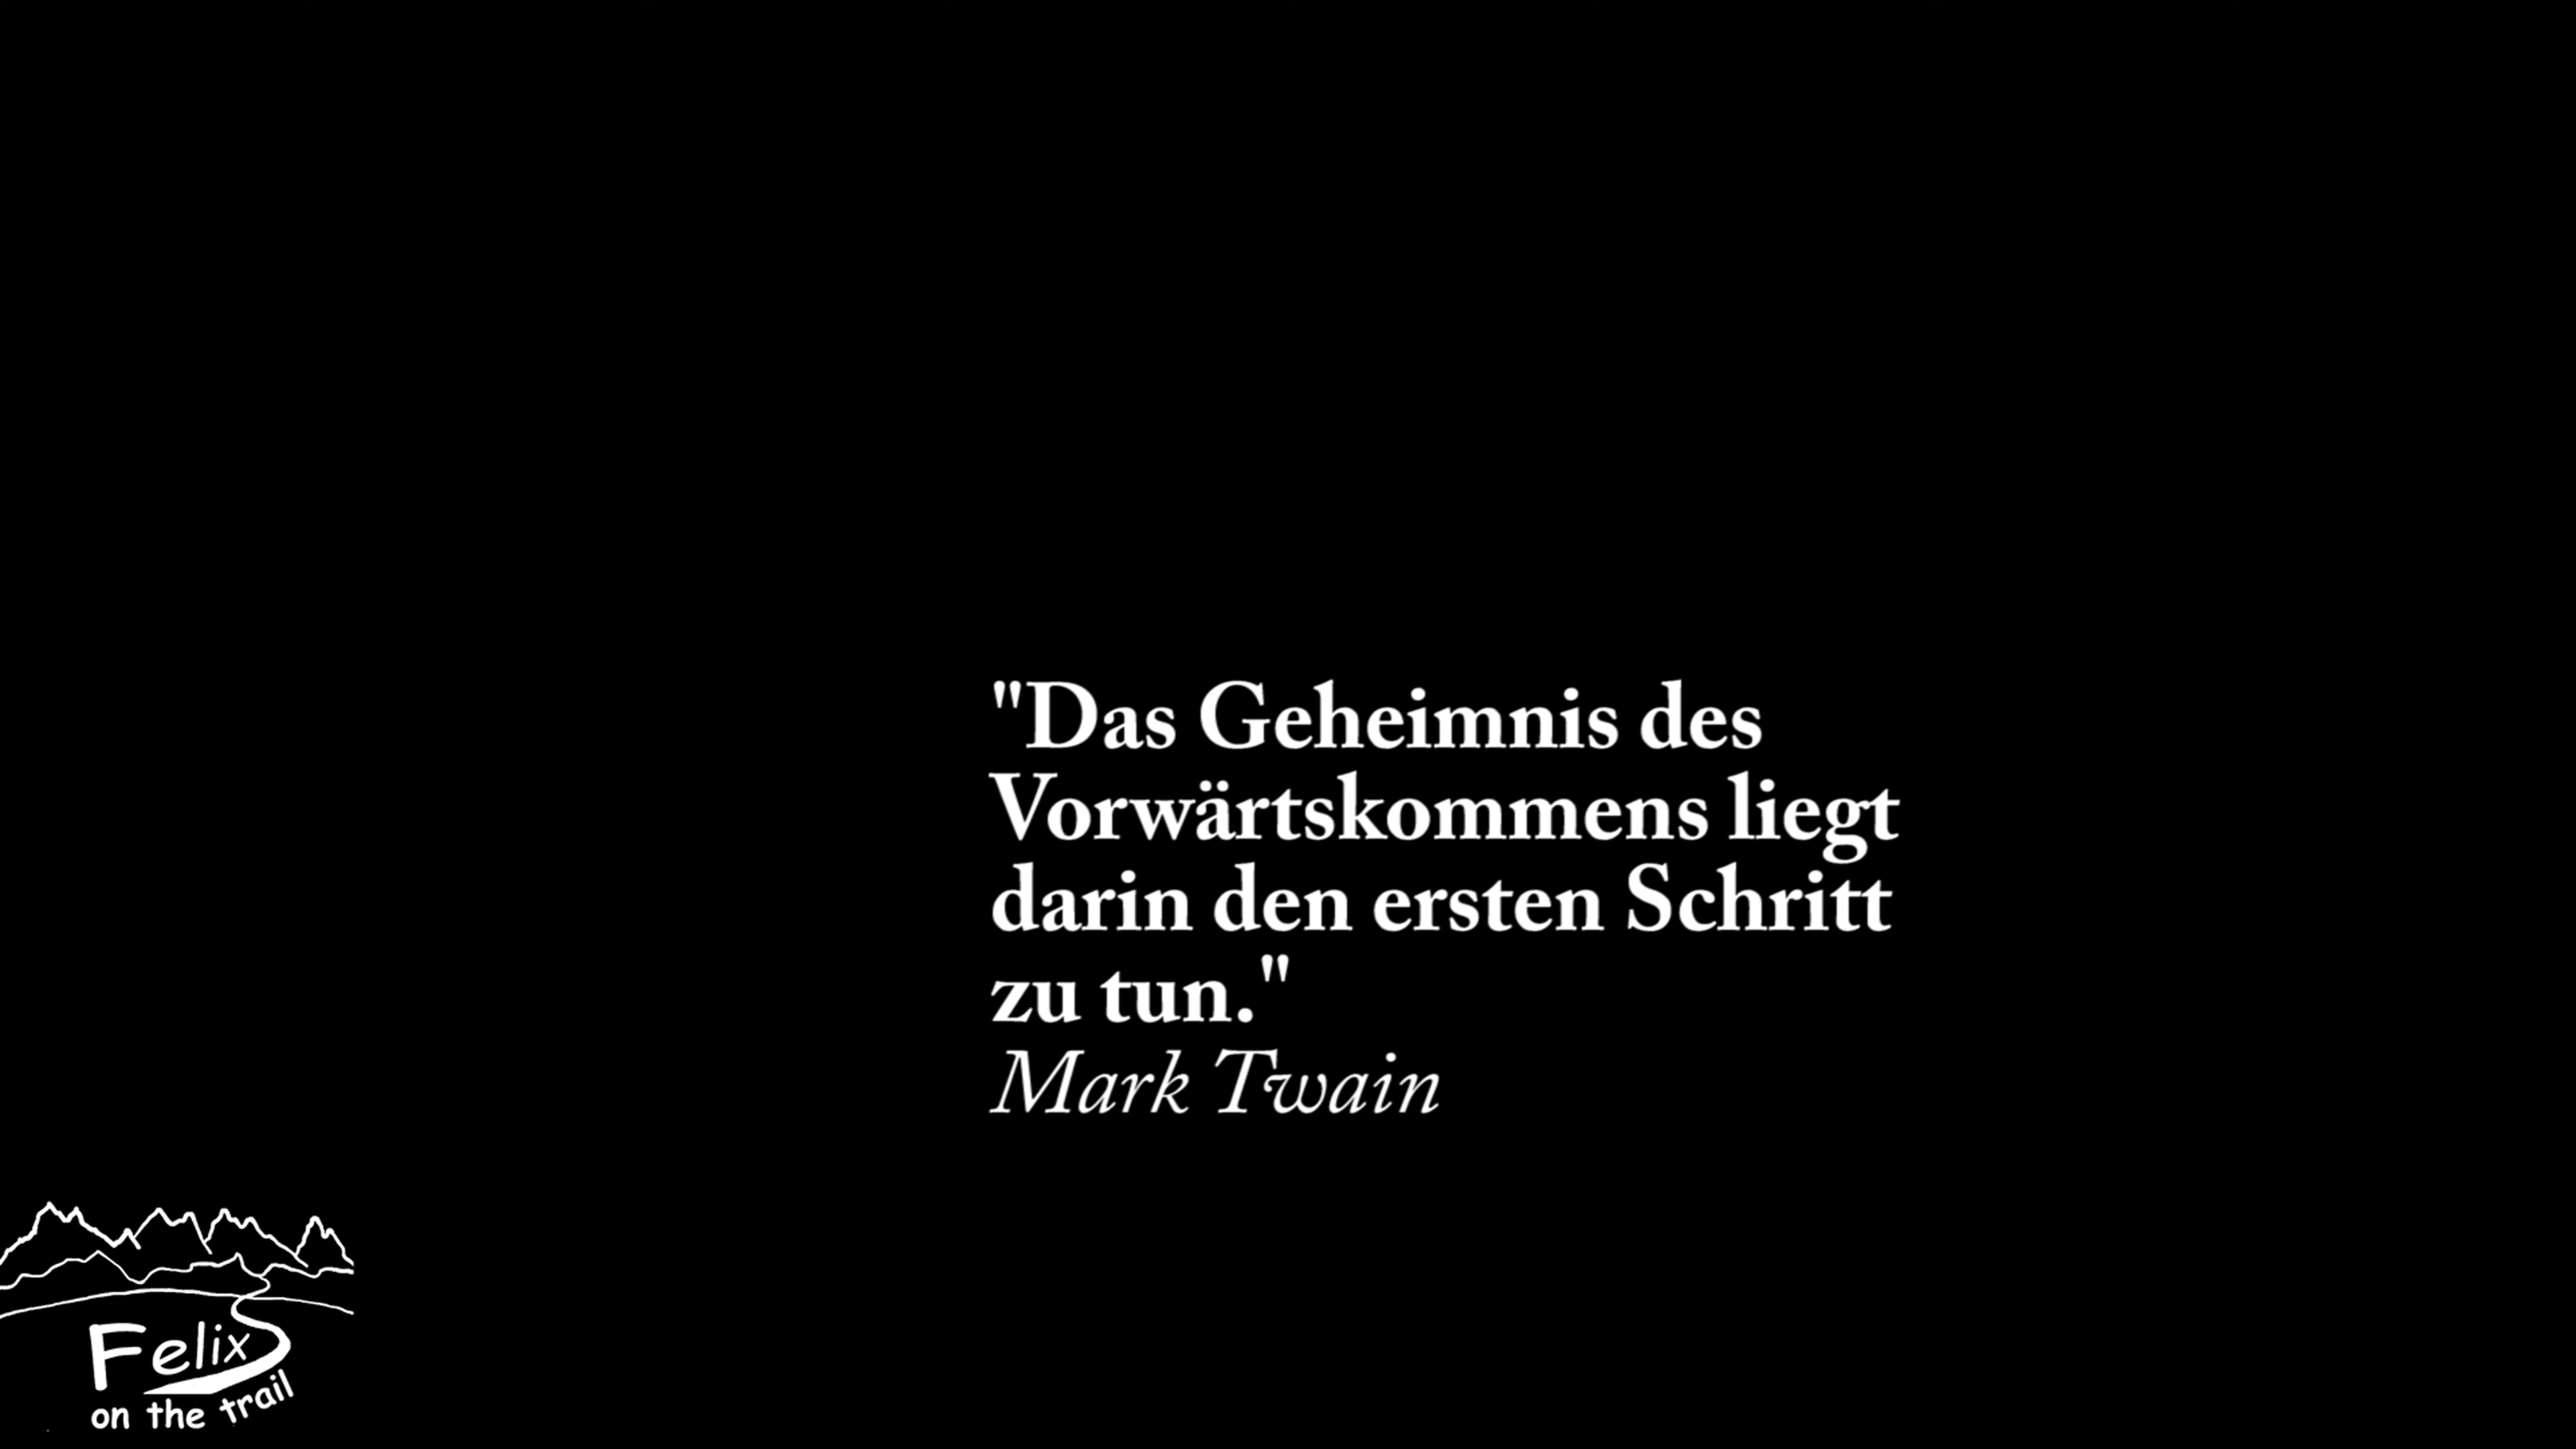 "Das Geheimnis des
Vorwärtskommens liegt
darin den ersten Schritt
zu tun."
Mark Twain
Felix
on the trail